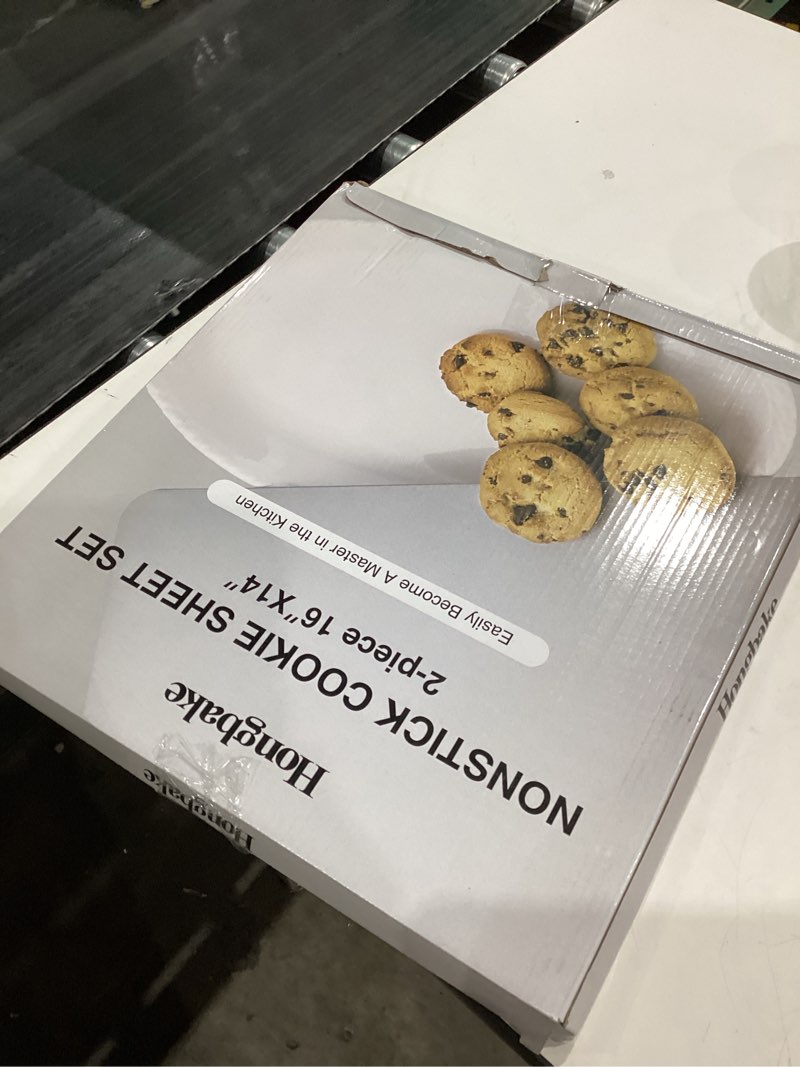 Hongbake
Hongbake
NONSTICK COOKIE SHEET SET
2-piece 16"X14"
Easily Become A Master in the Kitchen
Hongbake